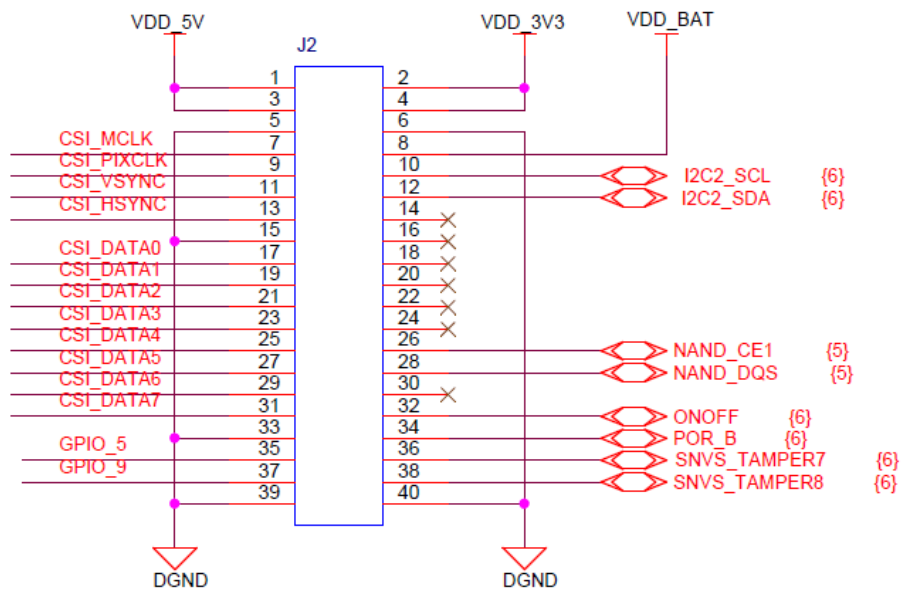 VDD_5V VDD_3V3 VDD_BAT
J2
1 2
3 4
5 6
CSI_MCLK 7 8
CSI_PIXCLK 9 10 I2C2_SCL {6}
CSI_VSYNC 11 12 I2C2_SDA {6}
CSI_HSYNC 13 14
15 16
CSI_DATA0 17 18
CSI_DATA1 19 20
CSI_DATA2 21 22
CSI_DATA3 23 24
CSI_DATA4 25 26 NAND_CE1 {5}
CSI_DATA5 27 28 NAND_DQS {5}
CSI_DATA6 29 30
CSI_DATA7 31 32 ONOFF {6}
33 34 POR_B {6}
GPIO_5 35 36 SNVS_TAMPER7 {6}
GPIO_9 37 38 SNVS_TAMPER8 {6}
39 40
DGND DGND